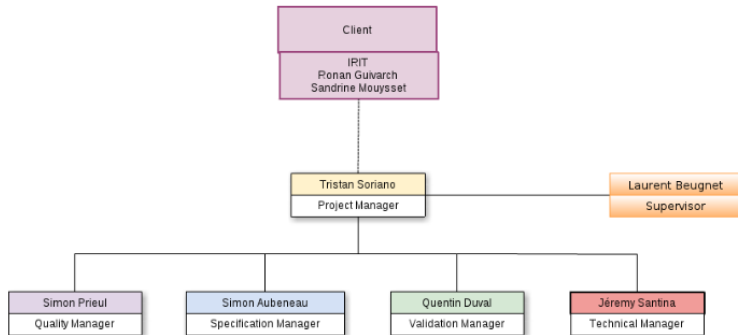 Client
IRIT
Ronan Guivarch
Sandrine Mouysset
Tristan Soriano
Project Manager
Laurent Beugnet
Supervisor
Simon Prieul
Quality Manager
Simon Aubeneau
Specification Manager
Quentin Duval
Validation Manager
Jéremy Santina
Technical Manager